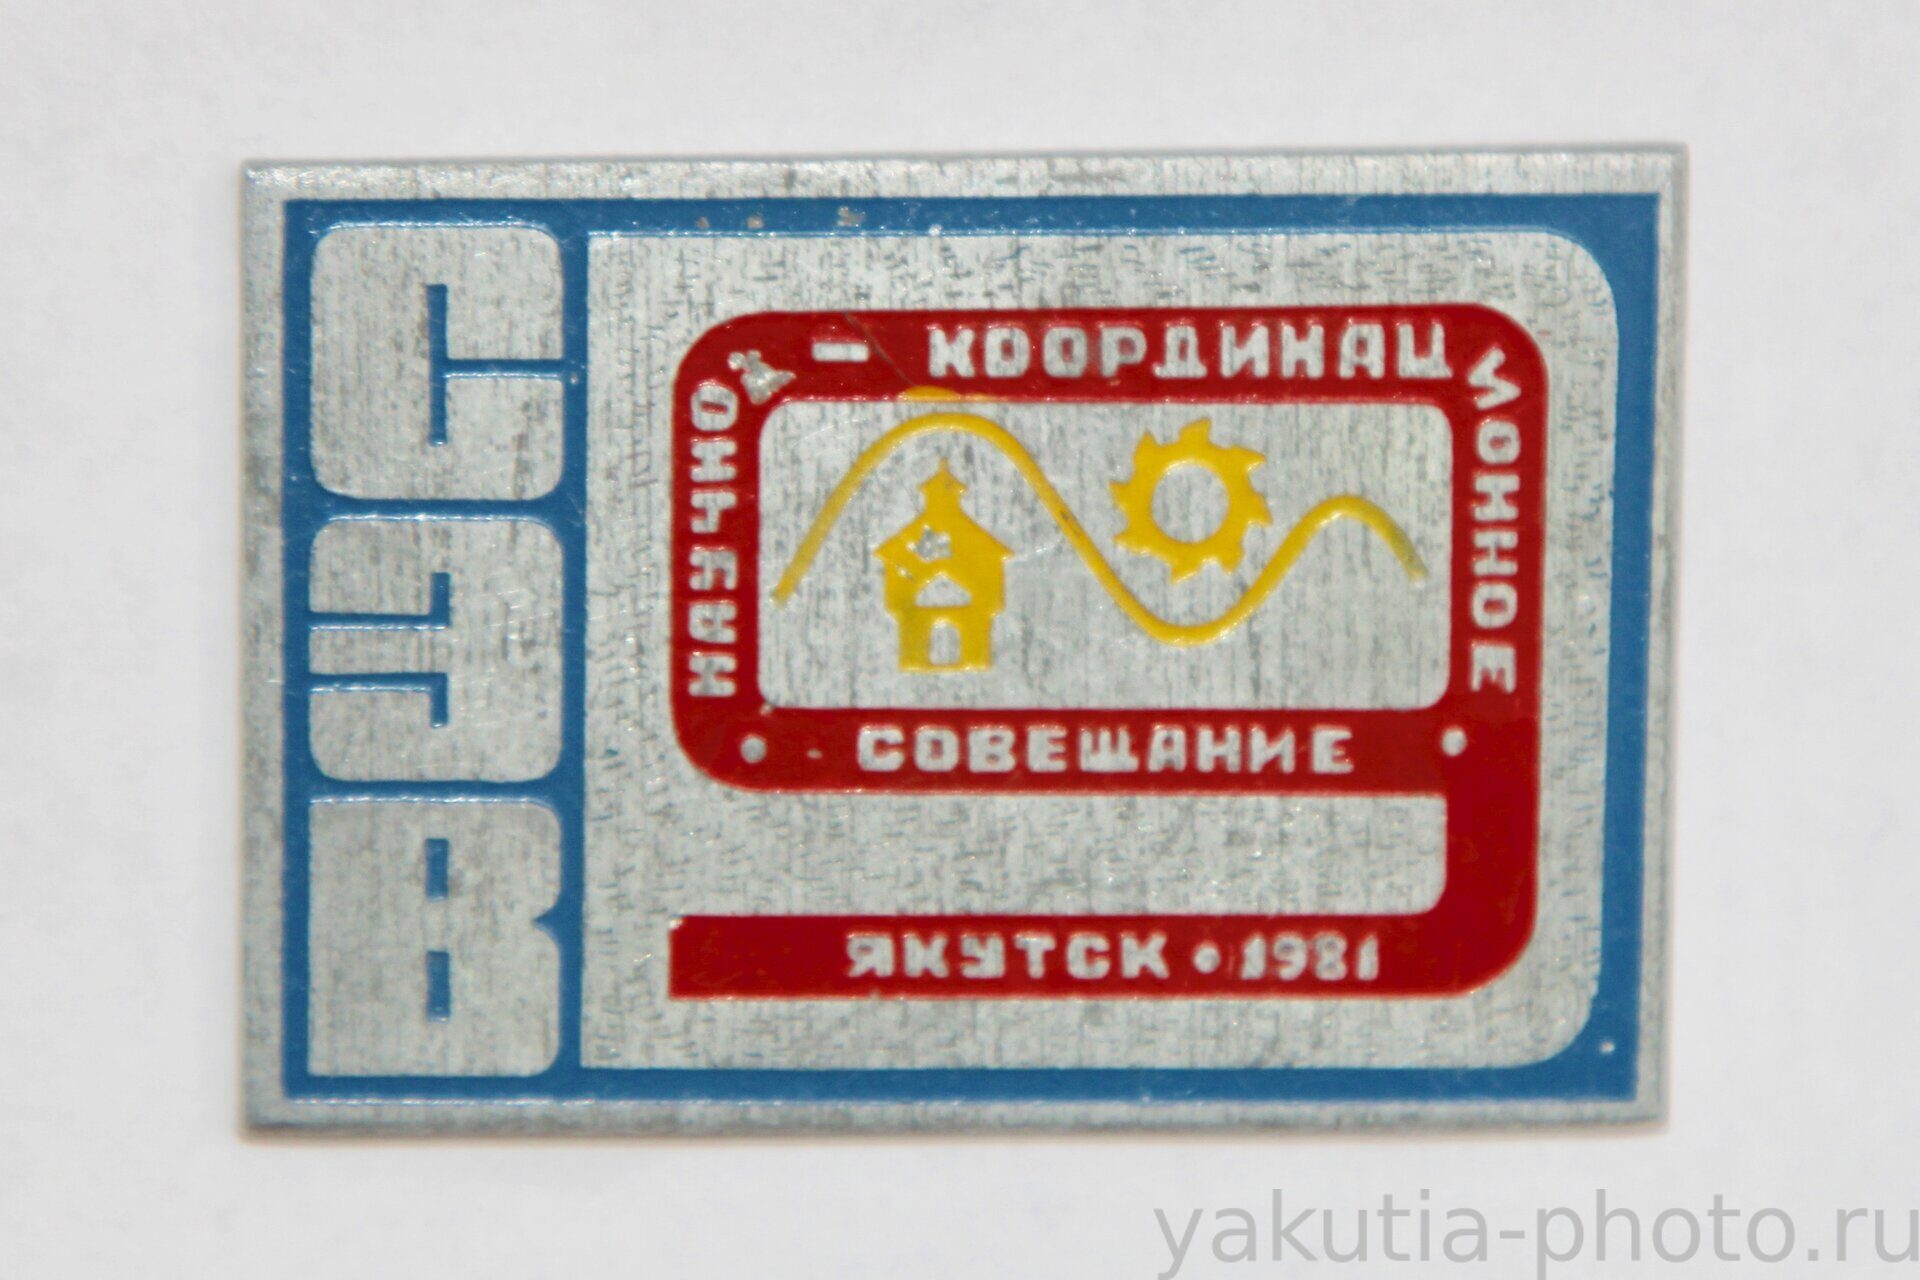 СЭВ
НАУЧНО - КООРДИНАЦИОННОЕ
СОВЕЩАНИЕ
ЯКУТСК • 1981
yakutia-photo.ru